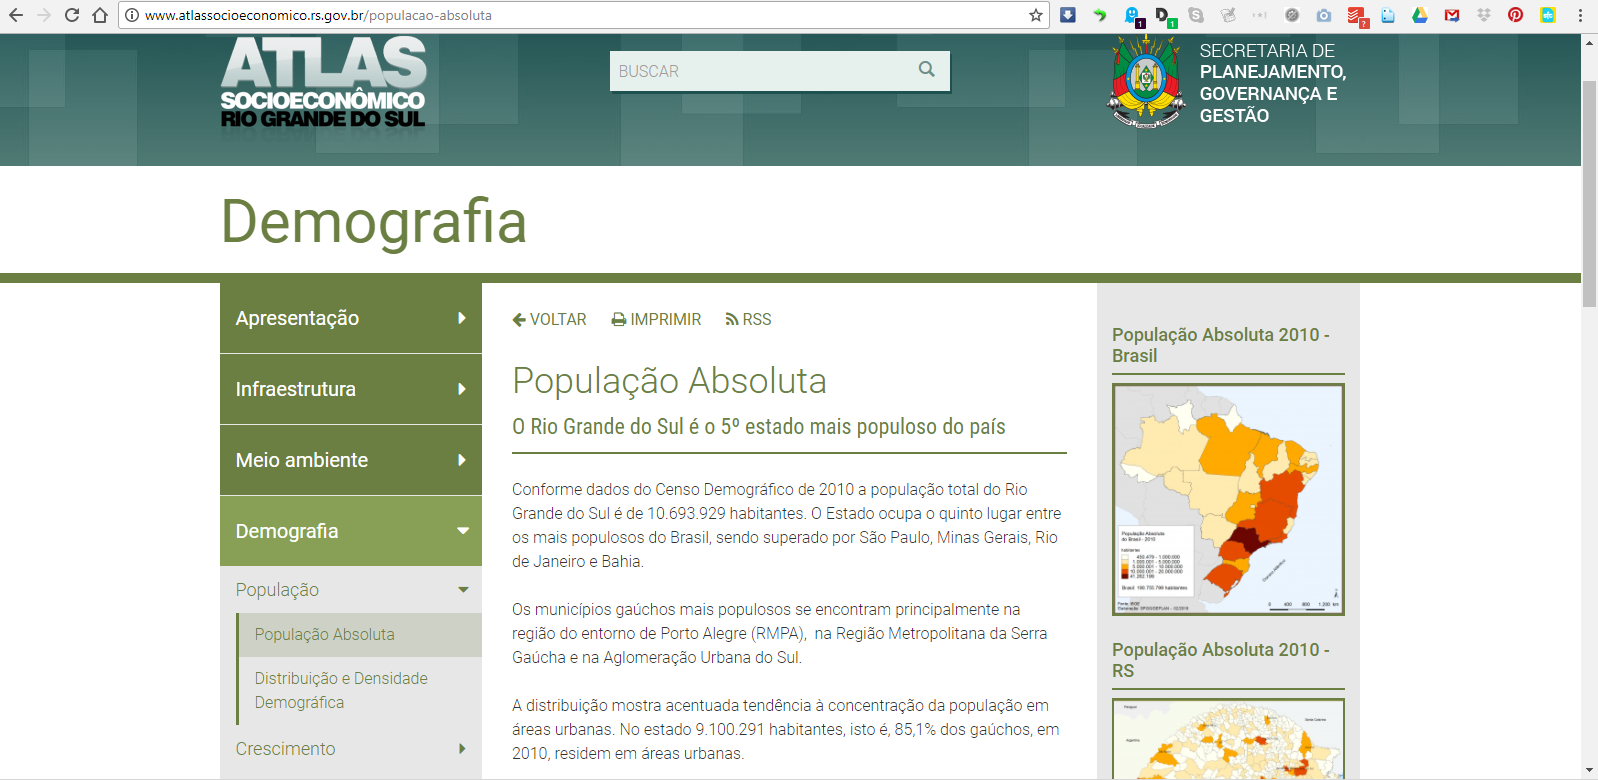 www.atlassocioeconomico.rs.gov.br/populacao-absoluta
ATLAS
SOCIOECONÔMICO
RIO GRANDE DO SUL
BUSCAR
SECRETARIA DE
PLANEJAMENTO,
GOVERNANÇA E
GESTÃO
Demografia
Apresentação
Infraestrutura
Meio ambiente
Demografia
População
População Absoluta
Distribuição e Densidade
Demográfica
Crescimento
VOLTAR IMPRIMIR RSS
População Absoluta
O Rio Grande do Sul é o 5º estado mais populoso do país
Conforme dados do Censo Demográfico de 2010 a população total do Rio
Grande do Sul é de 10.693.929 habitantes. O Estado ocupa o quinto lugar entre
os mais populosos do Brasil, sendo superado por São Paulo, Minas Gerais, Rio
de Janeiro e Bahia.
Os municípios gaúchos mais populosos se encontram principalmente na
região do entorno de Porto Alegre (RMPA), na Região Metropolitana da Serra
Gaúcha e na Aglomeração Urbana do Sul.
A distribuição mostra acentuada tendência à concentração da população em
áreas urbanas. No estado 9.100.291 habitantes, isto é, 85,1% dos gaúchos, em
2010, residem em áreas urbanas.
População Absoluta 2010 -
Brasil
População Absoluta
do Brasil - 2010
habitantes
População Absoluta 2010 -
RS